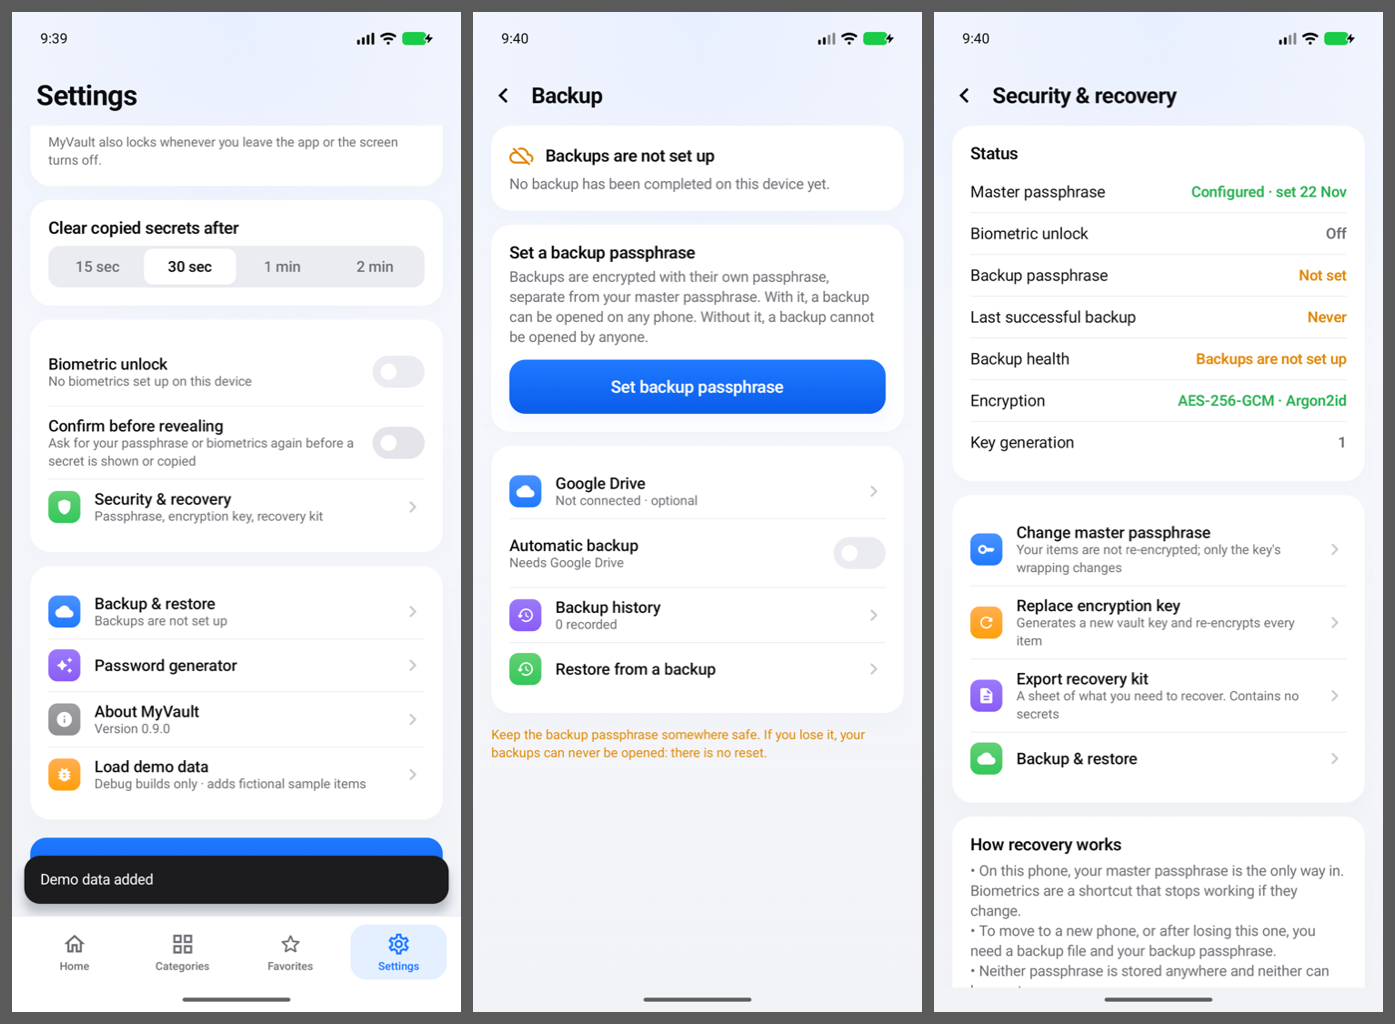 9:39
Settings
MyVault also locks whenever you leave the app or the screen
turns off.
Clear copied secrets after
15 sec
30 sec
1 min
2 min
Biometric unlock
No biometrics set up on this device
Confirm before revealing
Ask for your passphrase or biometrics again before a
secret is shown or copied
Security & recovery
Passphrase, encryption key, recovery kit
Backup & restore
Backups are not set up
Password generator
About MyVault
Version 0.9.0
Load demo data
Debug builds only · adds fictional sample items
Demo data added
Home
Categories
Favorites
Settings
9:40
Backup
Backups are not set up
No backup has been completed on this device yet.
Set a backup passphrase
Backups are encrypted with their own passphrase,
separate from your master passphrase. With it, a backup
can be opened on any phone. Without it, a backup cannot
be opened by anyone.
Set backup passphrase
Google Drive
Not connected · optional
Automatic backup
Needs Google Drive
Backup history
0 recorded
Restore from a backup
Keep the backup passphrase somewhere safe. If you lose it, your
backups can never be opened: there is no reset.
9:40
Security & recovery
Status
Master passphrase
Configured · set 22 Nov
Biometric unlock
Off
Backup passphrase
Not set
Last successful backup
Never
Backup health
Backups are not set up
Encryption
AES-256-GCM · Argon2id
Key generation
1
Change master passphrase
Your items are not re-encrypted; only the key's
wrapping changes
Replace encryption key
Generates a new vault key and re-encrypts every
item
Export recovery kit
A sheet of what you need to recover. Contains no
secrets
Backup & restore
How recovery works
• On this phone, your master passphrase is the only way in.
Biometrics are a shortcut that stops working if they
change.
• To move to a new phone, or after losing this one, you
need a backup file and your backup passphrase.
• Neither passphrase is stored anywhere and neither can